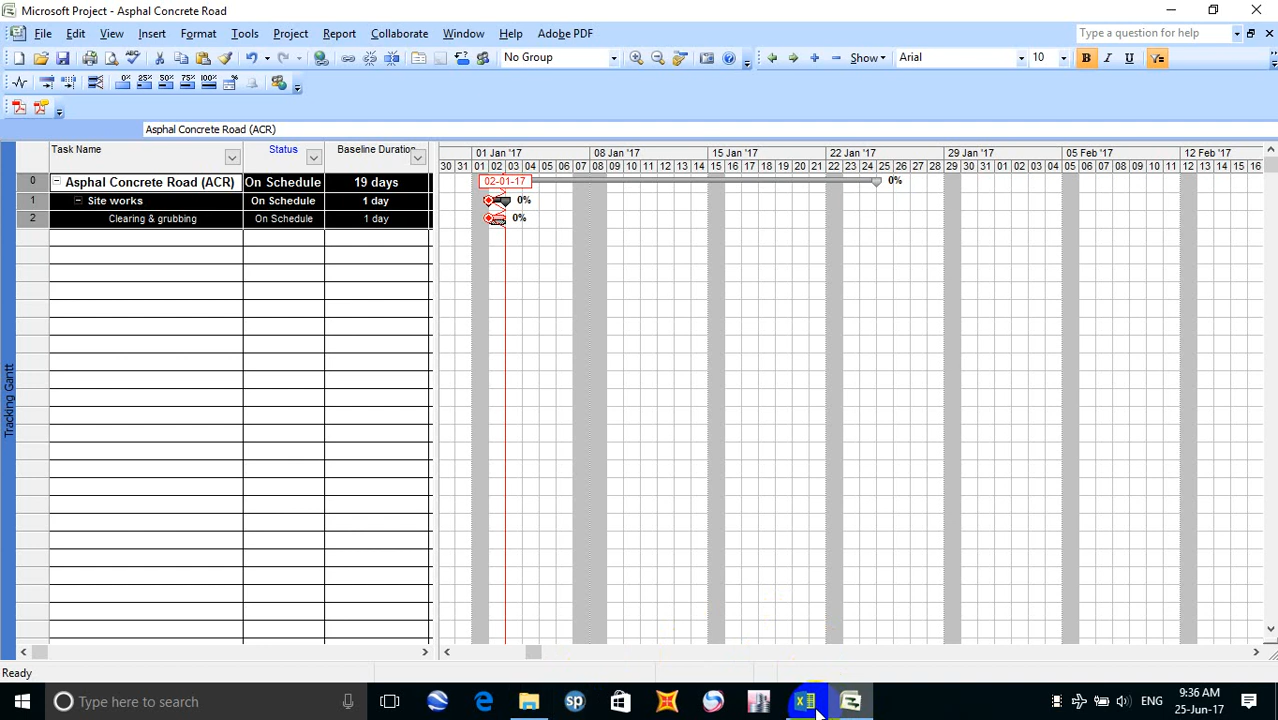 Microsoft Project - Asphal Concrete Road
File Edit View Insert Format Tools Project Report Collaborate Window Help Adobe PDF
Type a question for help
No Group Show Arial 10 B I U
0% 25% 50% 75% 100%
Asphal Concrete Road (ACR)
Task Name Status Baseline Duration
01 Jan '17 08 Jan '17 15 Jan '17 22 Jan '17 29 Jan '17 05 Feb '17 12 Feb '17
30 31 01 02 03 04 05 06 07 08 09 10 11 12 13 14 15 16 17 18 19 20 21 22 23 24 25 26 27 28 29 30 31 01 02 03 04 05 06 07 08 09 10 11 12 13 14 15 16
0 Asphal Concrete Road (ACR) On Schedule 19 days 02-01-17 0%
1 Site works On Schedule 1 day 0%
2 Clearing & grubbing On Schedule 1 day 0%
Tracking Gantt
Ready
Type here to search sp ENG 9:36 AM
25-Jun-17